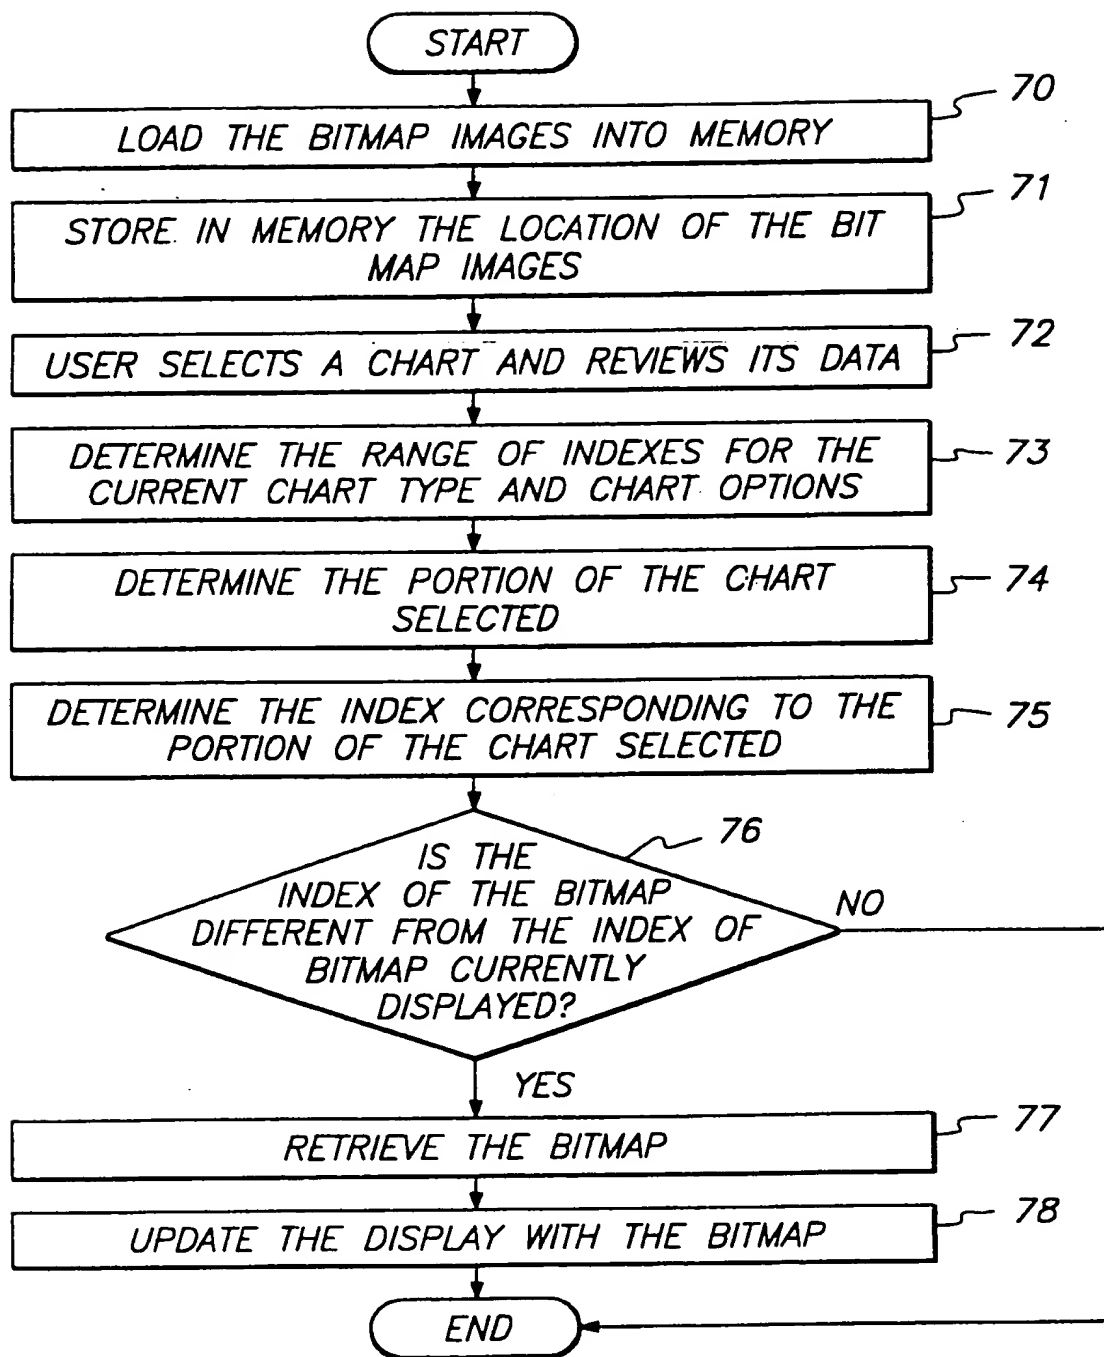 START
70
LOAD THE BITMAP IMAGES INTO MEMORY
71
STORE IN MEMORY THE LOCATION OF THE BIT
MAP IMAGES
72
USER SELECTS A CHART AND REVIEWS ITS DATA
73
DETERMINE THE RANGE OF INDEXES FOR THE
CURRENT CHART TYPE AND CHART OPTIONS
74
DETERMINE THE PORTION OF THE CHART
SELECTED
75
DETERMINE THE INDEX CORRESPONDING TO THE
PORTION OF THE CHART SELECTED
76
IS THE
INDEX OF THE BITMAP
DIFFERENT FROM THE INDEX OF
BITMAP CURRENTLY
DISPLAYED?
NO
YES
77
RETRIEVE THE BITMAP
78
UPDATE THE DISPLAY WITH THE BITMAP
END